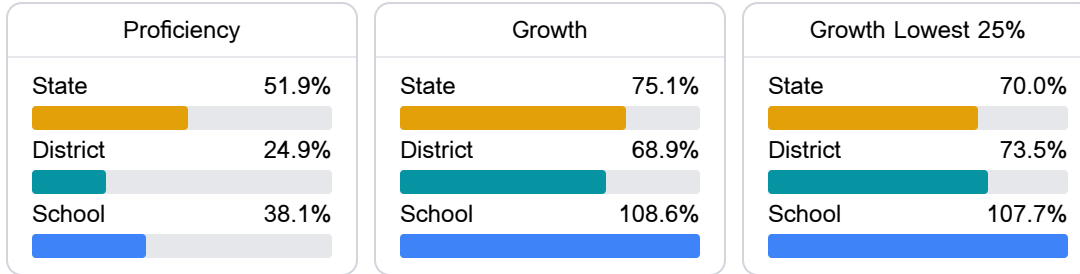 Proficiency
State 51.9%
District 24.9%
School 38.1%
Growth
State 75.1%
District 68.9%
School 108.6%
Growth Lowest 25%
State 70.0%
District 73.5%
School 107.7%